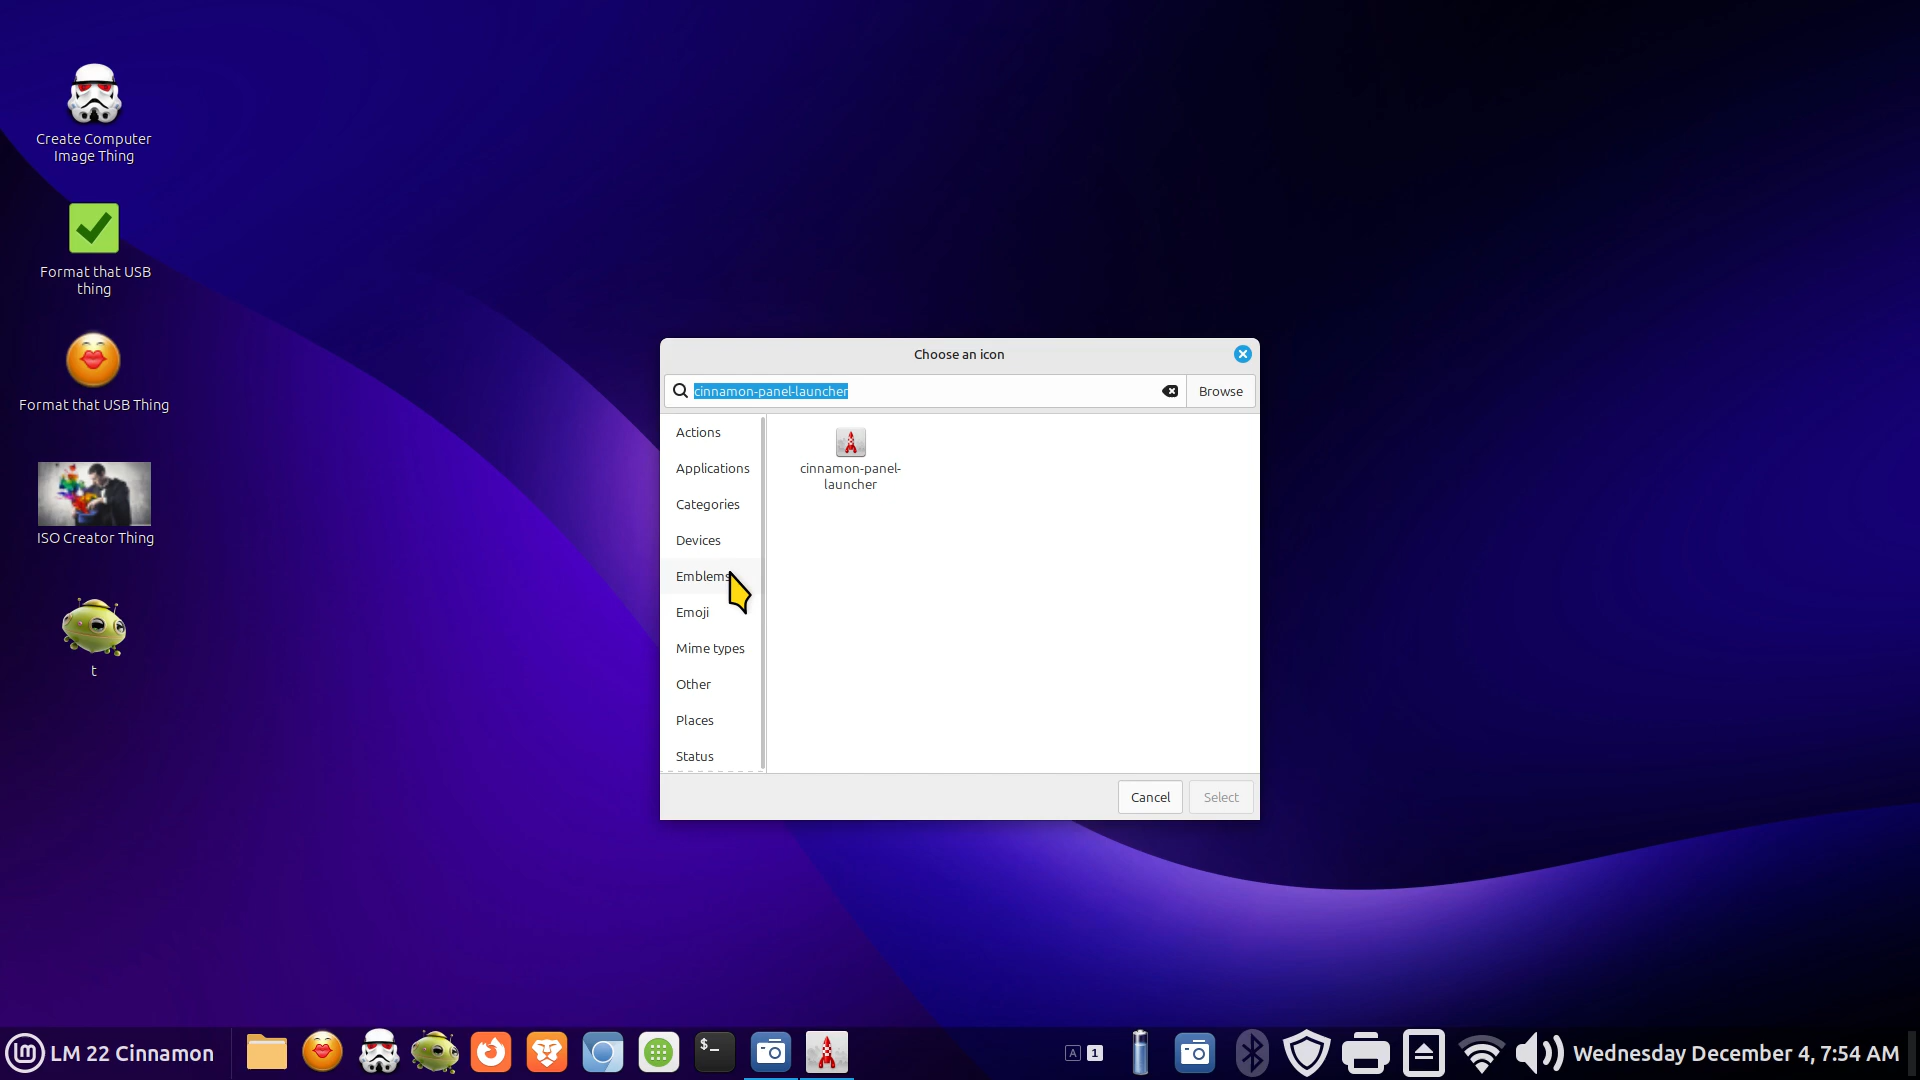 Create Computer
Image Thing
Format that USB
thing
Format that USB Thing
ISO Creator Thing
t
Choose an icon
cinnamon-panel-launcher
Browse
Actions
Applications
Categories
Devices
Emblems
Emoji
Mime types
Other
Places
Status
cinnamon-panel-
launcher
Cancel
Select
LM 22 Cinnamon
$_
A
1
Wednesday December 4, 7:54 AM